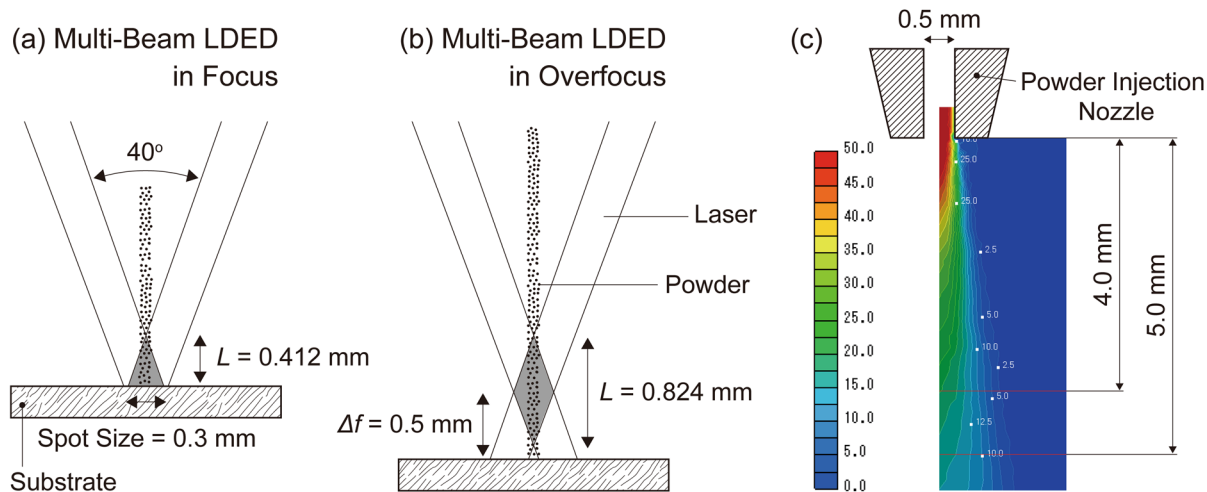 (a) Multi-Beam LDED
in Focus
40°
L = 0.412 mm
Spot Size = 0.3 mm
Substrate
(b) Multi-Beam LDED
in Overfocus
Laser
Powder
L = 0.824 mm
Δf = 0.5 mm
(c)
0.5 mm
Powder Injection
Nozzle
50.0
45.0
40.0
35.0
30.0
25.0
20.0
15.0
10.0
5.0
0.0
10.0
25.0
25.0
2.5
5.0
10.0
2.5
5.0
12.5
10.0
4.0 mm
5.0 mm